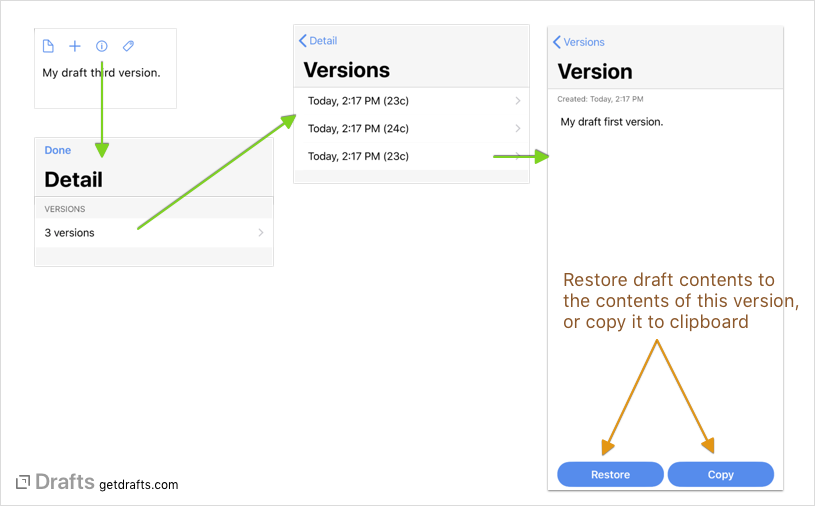 My draft third version.
Done
Detail
VERSIONS
3 versions
Detail
Versions
Today, 2:17 PM (23c)
Today, 2:17 PM (24c)
Today, 2:17 PM (23c)
Versions
Version
Created: Today, 2:17 PM
My draft first version.
Restore draft contents to
the contents of this version,
or copy it to clipboard
Restore
Copy
Drafts getdrafts.com